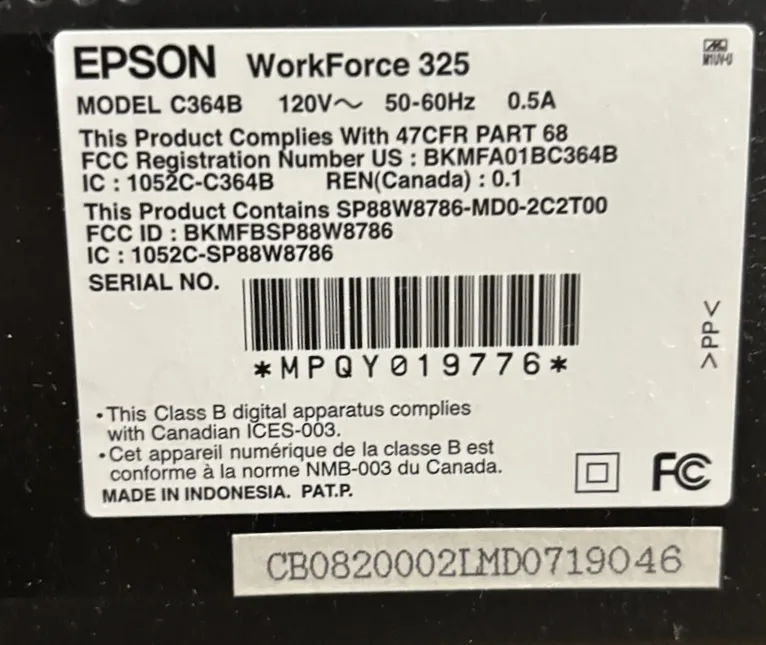 EPSON WorkForce 325
M1UV-U
MODEL C364B 120V～ 50-60Hz 0.5A
This Product Complies With 47CFR PART 68
FCC Registration Number US : BKMFA01BC364B
IC : 1052C-C364B REN(Canada) : 0.1
This Product Contains SP88W8786-MD0-2C2T00
FCC ID : BKMFBSP88W8786
IC : 1052C-SP88W8786
SERIAL NO.
*MPQY019776*
>PP<
•This Class B digital apparatus complies
with Canadian ICES-003.
•Cet appareil numérique de la classe B est
conforme à la norme NMB-003 du Canada.
MADE IN INDONESIA. PAT.P.
FC
CB0820002LMD0719046